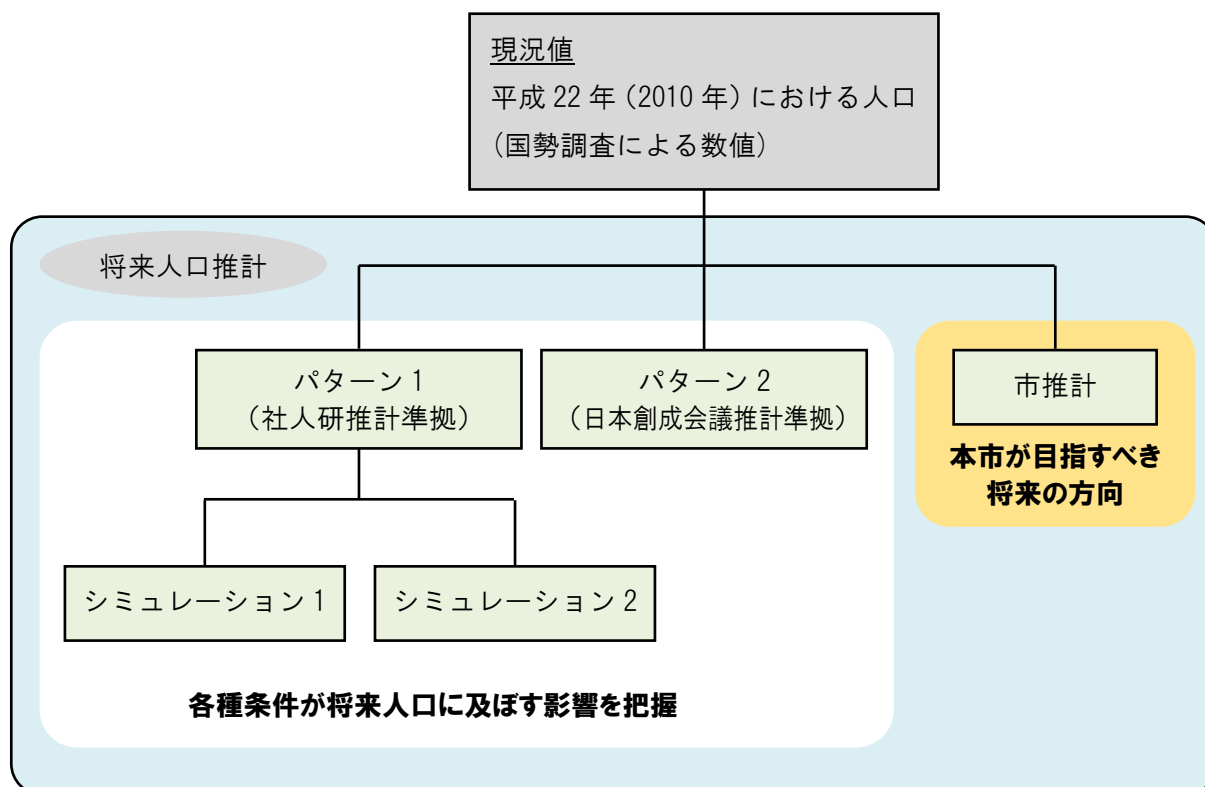 現況値
平成 22 年（2010 年）における人口
（国勢調査による数値）
将来人口推計
パターン 1
（社人研推計準拠）
パターン 2
（日本創成会議推計準拠）
市推計
本市が目指すべき
将来の方向
シミュレーション 1
シミュレーション 2
各種条件が将来人口に及ぼす影響を把握